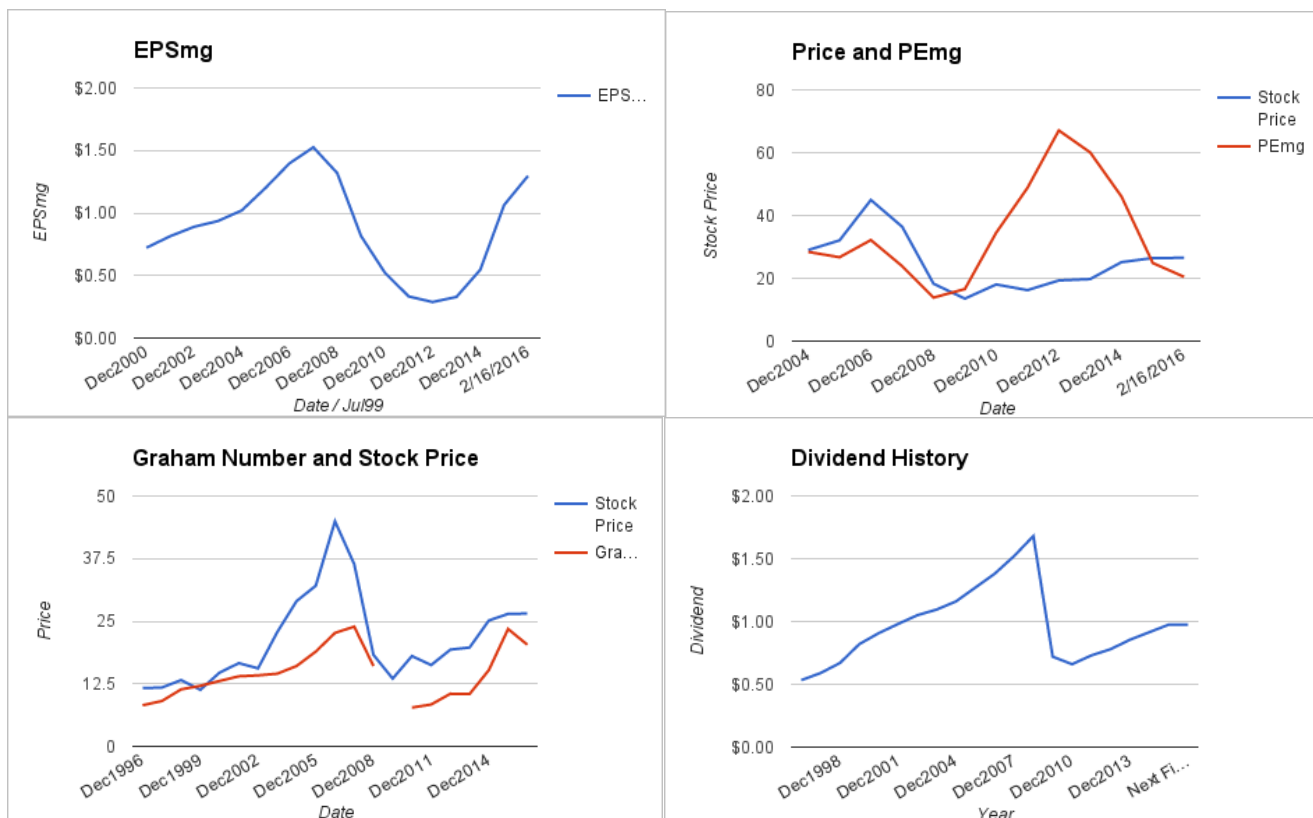 EPSmg
$2.00
$1.50
$1.00
$0.50
$0.00
EPSmg
EPS...
Dec2000
Dec2002
Dec2004
Dec2006
Dec2008
Dec2010
Dec2012
Dec2014
2/16/2016
Date / Jul99
Price and PEmg
80
60
40
20
0
Stock Price
Stock
Price
PEmg
Dec2004
Dec2006
Dec2008
Dec2010
Dec2012
Dec2014
2/16/2016
Date
Graham Number and Stock Price
50
37.5
25
12.5
0
Price
Stock
Price
Gra...
Dec1996
Dec1999
Dec2002
Dec2005
Dec2008
Dec2011
Dec2014
Date
Dividend History
$2.00
$1.50
$1.00
$0.50
$0.00
Dividend
Dec1998
Dec2001
Dec2004
Dec2007
Dec2010
Dec2013
Next Fi...
Year